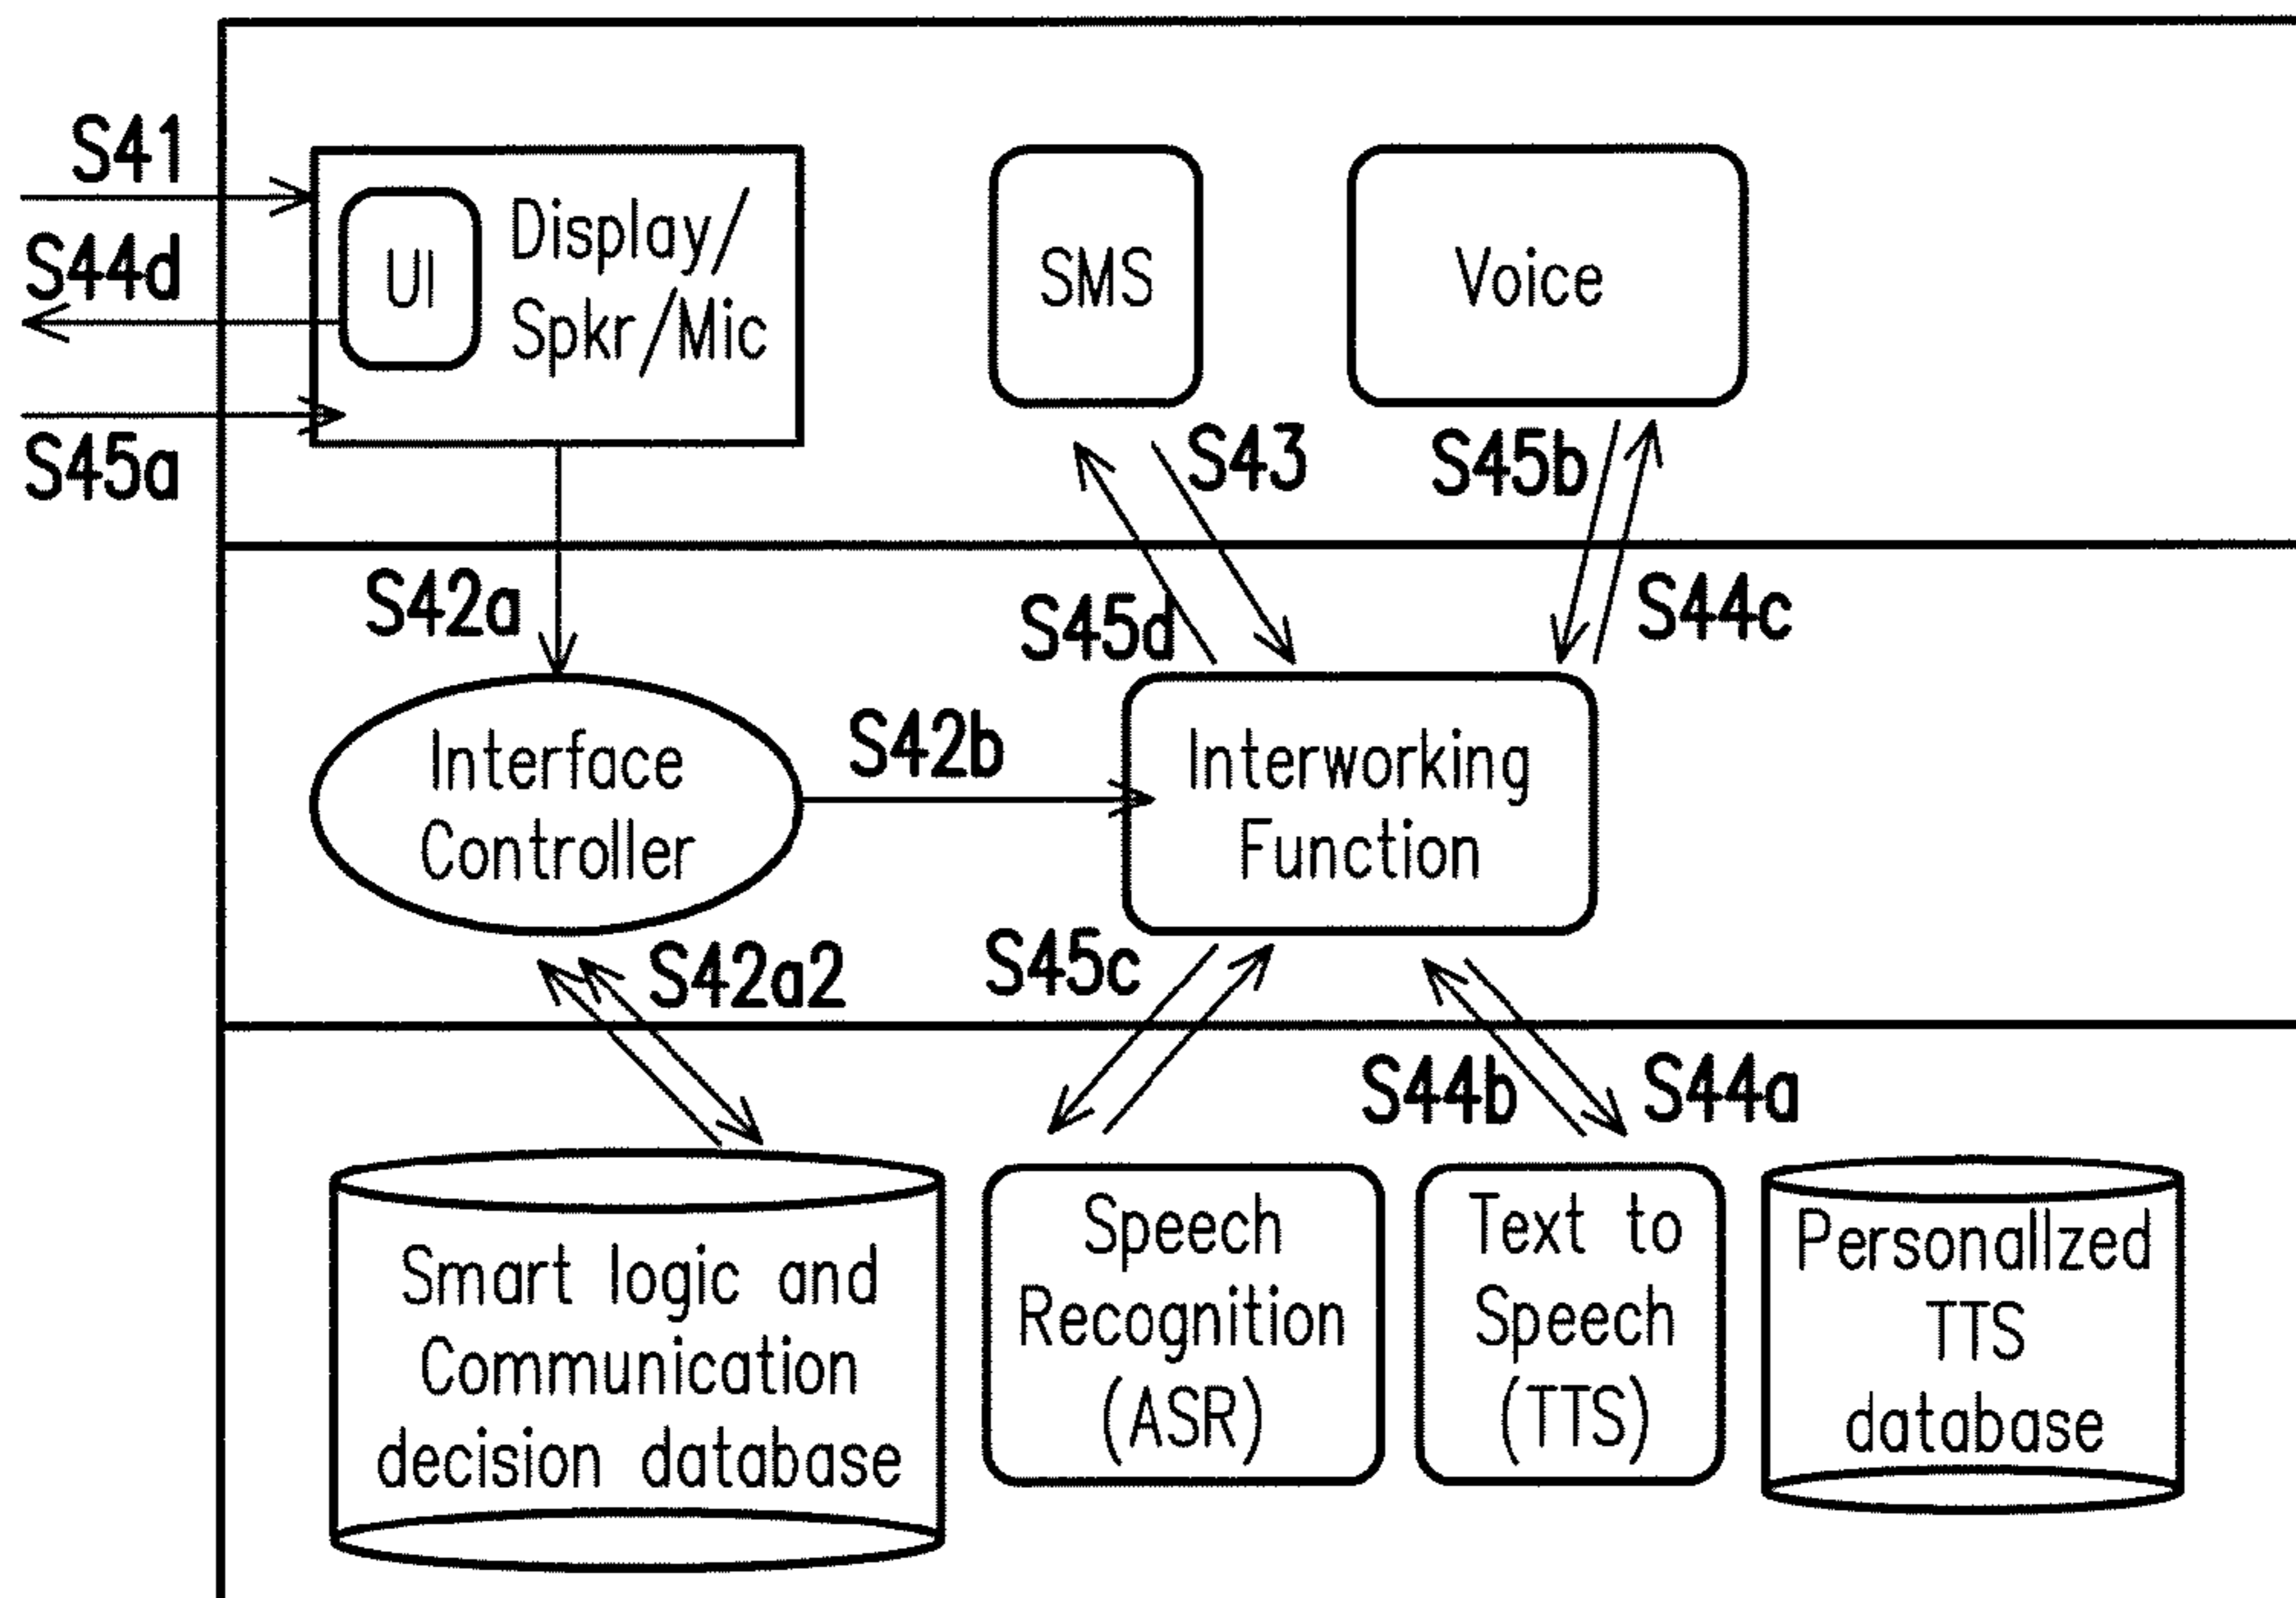 S41
S44d
S45a
UI
Display/
Spkr/Mic
SMS
Voice
S43
S45b
S42a
S45d
S44c
Interface
Controller
S42b
Interworking
Function
S42a2
S45c
S44b
S44a
Smart logic and
Communication
decision database
Speech
Recognition
(ASR)
Text to
Speech
(TTS)
Personallzed
TTS
database